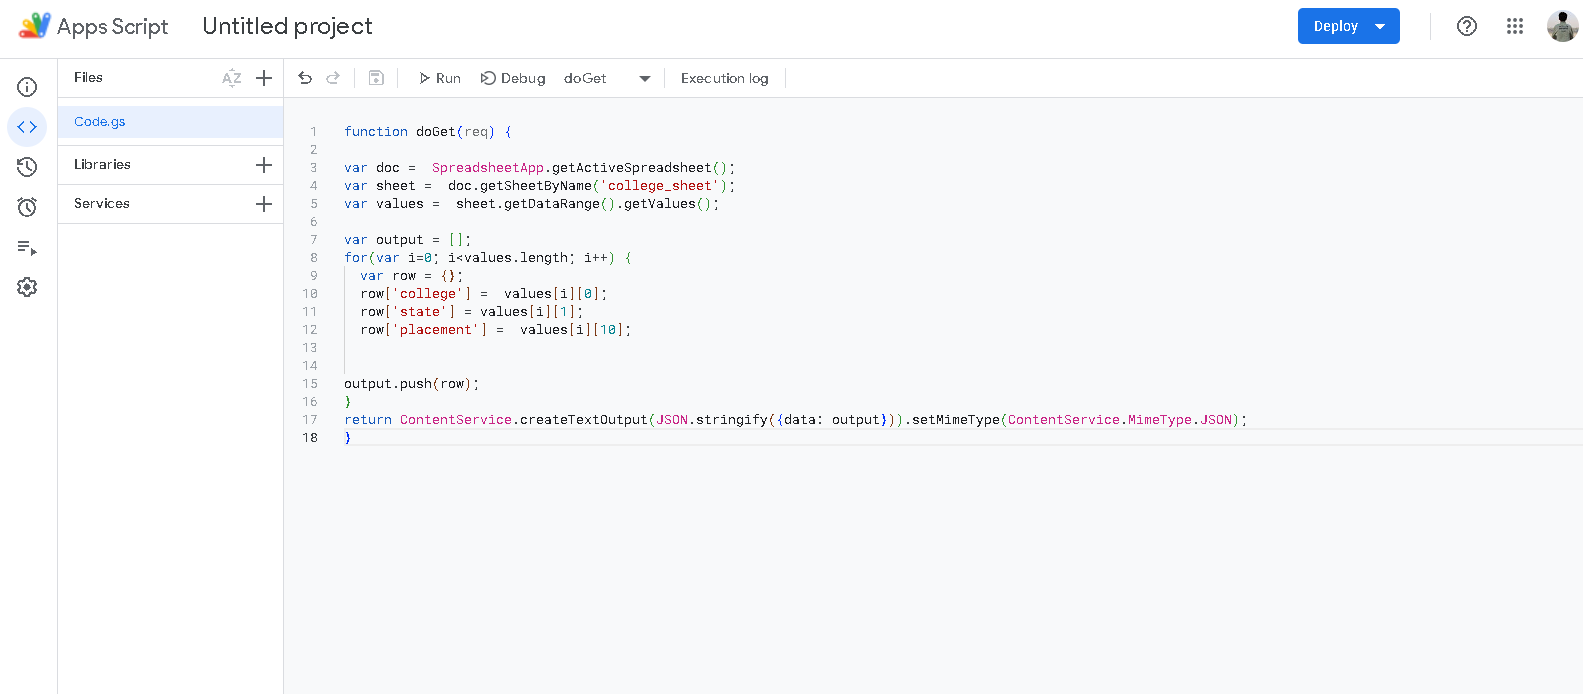 Apps Script Untitled project Deploy
Files AZ Run Debug doGet Execution log
Code.gs
Libraries
Services
1 function doGet(req) {
2
3 var doc =  SpreadsheetApp.getActiveSpreadsheet();
4 var sheet =  doc.getSheetByName('college_sheet');
5 var values =  sheet.getDataRange().getValues();
6
7 var output = [];
8 for(var i=0; i<values.length; i++) {
9   var row = {};
10   row['college'] =  values[i][0];
11   row['state'] = values[i][1];
12   row['placement'] =  values[i][10];
13
14
15 output.push(row);
16 }
17 return ContentService.createTextOutput(JSON.stringify({data: output})).setMimeType(ContentService.MimeType.JSON);
18 }